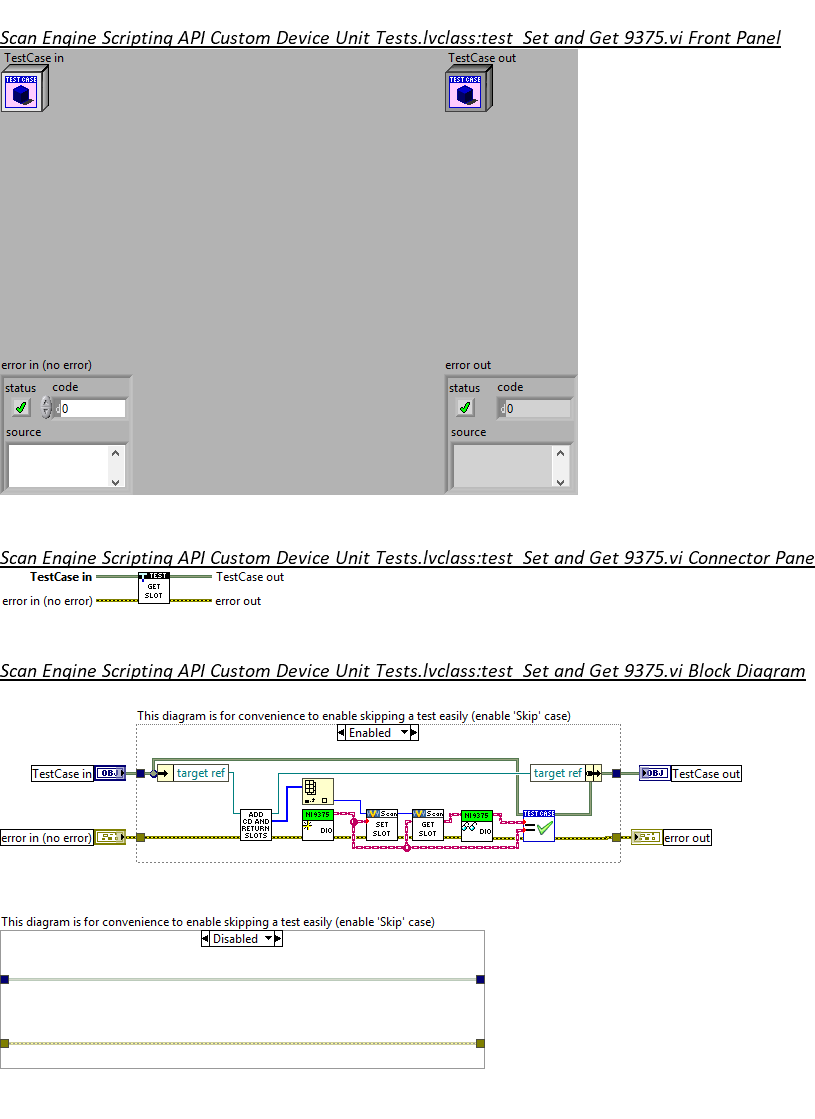 Scan Engine Scripting API Custom Device Unit Tests.lvclass:test  Set and Get 9375.vi Front Panel
TestCase in
TestCase out
TEST CASE
TEST CASE
error in (no error)
error out
status
code
status
code
d0
d0
source
source
Scan Engine Scripting API Custom Device Unit Tests.lvclass:test  Set and Get 9375.vi Connector Pane
TestCase in
TEST
GET
SLOT
TestCase out
error in (no error)
error out
Scan Engine Scripting API Custom Device Unit Tests.lvclass:test  Set and Get 9375.vi Block Diagram
This diagram is for convenience to enable skipping a test easily (enable 'Skip' case)
Enabled
TestCase in
OBJ
target ref
target ref
OBJ
TestCase out
ADD
CD AND
RETURN
SLOTS
NI 9375
DIO
Scan
SET
SLOT
Scan
GET
SLOT
NI 9375
DIO
TEST CASE
error in (no error)
error out
This diagram is for convenience to enable skipping a test easily (enable 'Skip' case)
Disabled